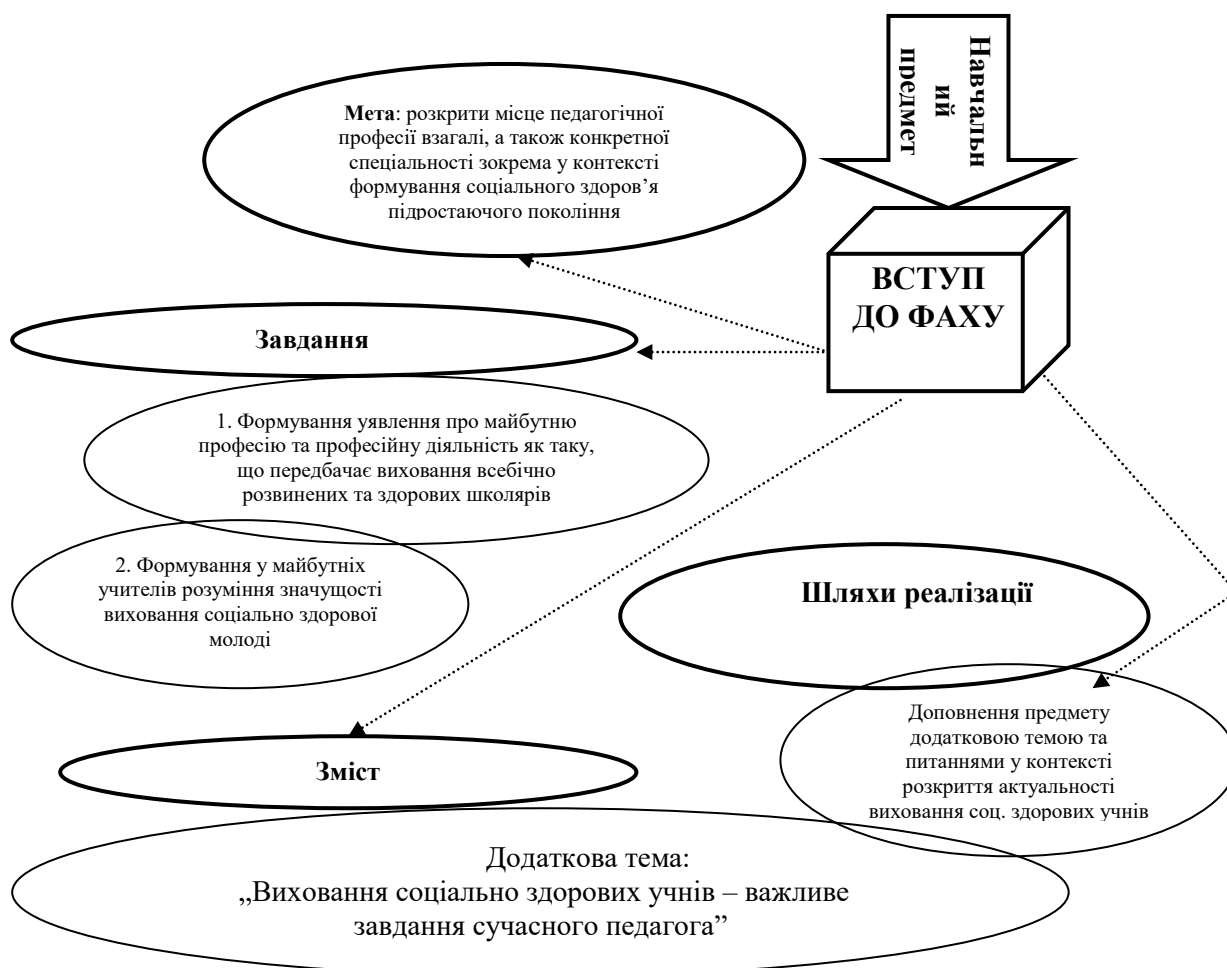 Навчальн
ий
предмет
Мета: розкрити місце педагогічної
професії взагалі, а також конкретної
спеціальності зокрема у контексті
формування соціального здоров’я
підростаючого покоління
ВСТУП
ДО ФАХУ
Завдання
1. Формування уявлення про майбутню
професію та професійну діяльність як таку,
що передбачає виховання всебічно
розвинених та здорових школярів
2. Формування у майбутніх
учителів розуміння значущості
виховання соціально здорової
молоді
Шляхи реалізації
Доповнення предмету
додатковою темою та
питаннями у контексті
розкриття актуальності
виховання соц. здорових учнів
Зміст
Додаткова тема:
„Виховання соціально здорових учнів – важливе
завдання сучасного педагога”